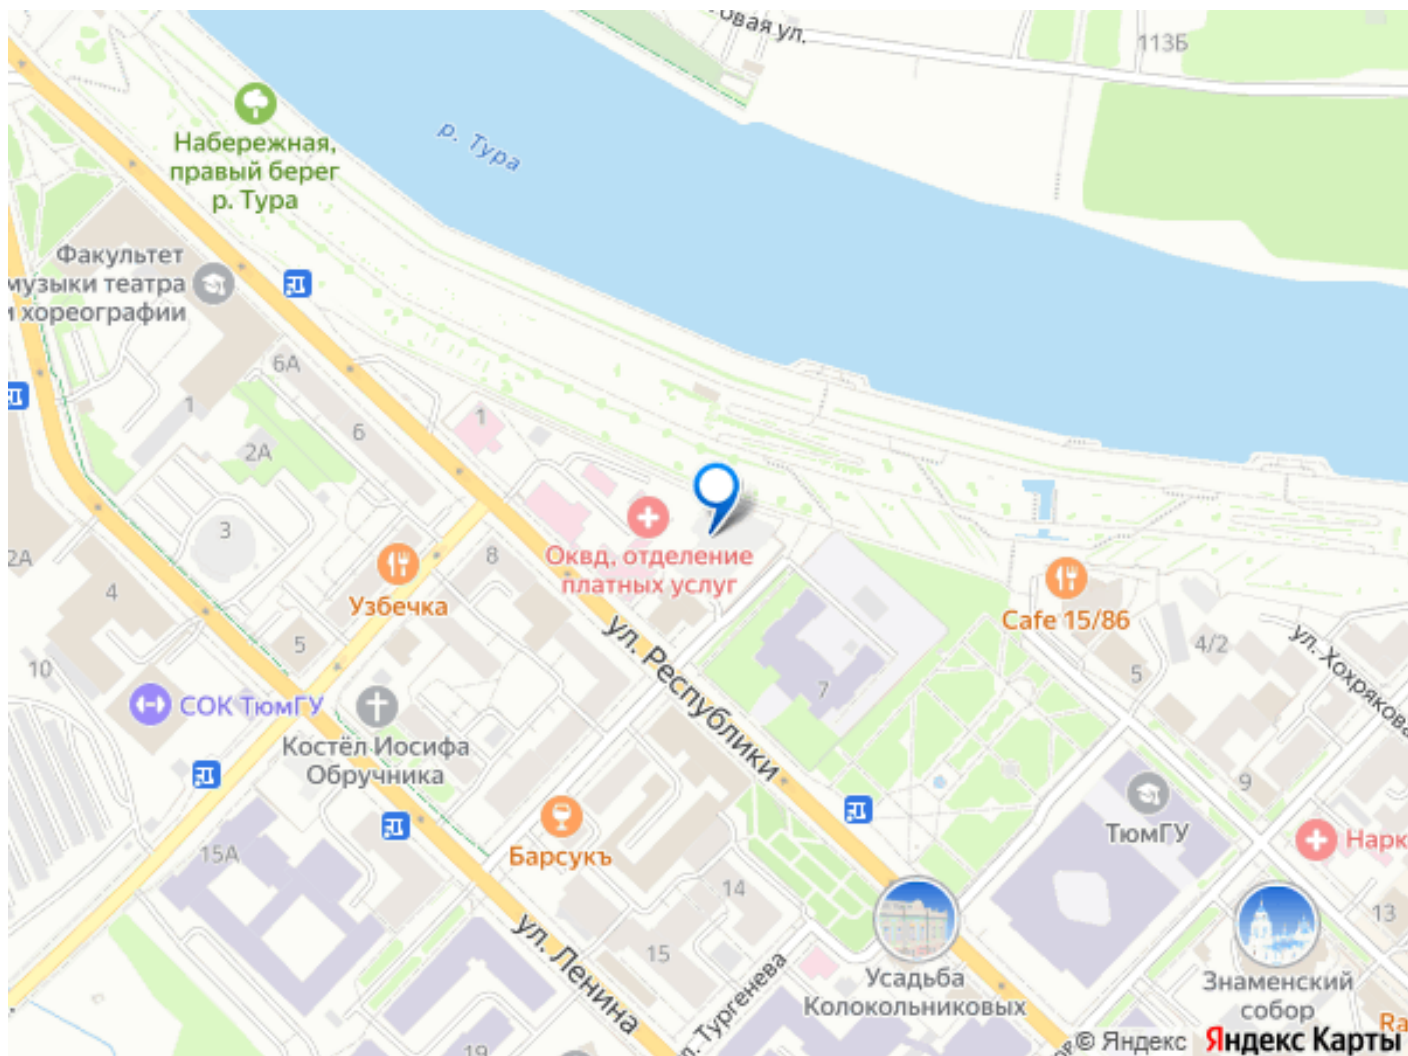 товая ул.
113Б
р. Тура
Набережная,
правый берег
р. Тура
Факультет
музыки театра
и хореографии
6А
1
6
1
2А
3
8
2А
4
Оквд, отделение
платных услуг
Узбечка
5
10
СОК ТюмГУ
Костёл Иосифа
Обручника
ул. Республики
7
Cafe 15/86
5
4/2
ул. Хохрякова
9
ТюмГУ
Нарк
15А
Барсукъ
14
15
ул. Ленина
19
ул. Тургенева
Усадьба
Колокольниковых
13
Знаменский
собор
Ra
© Яндекс Яндекс Карты